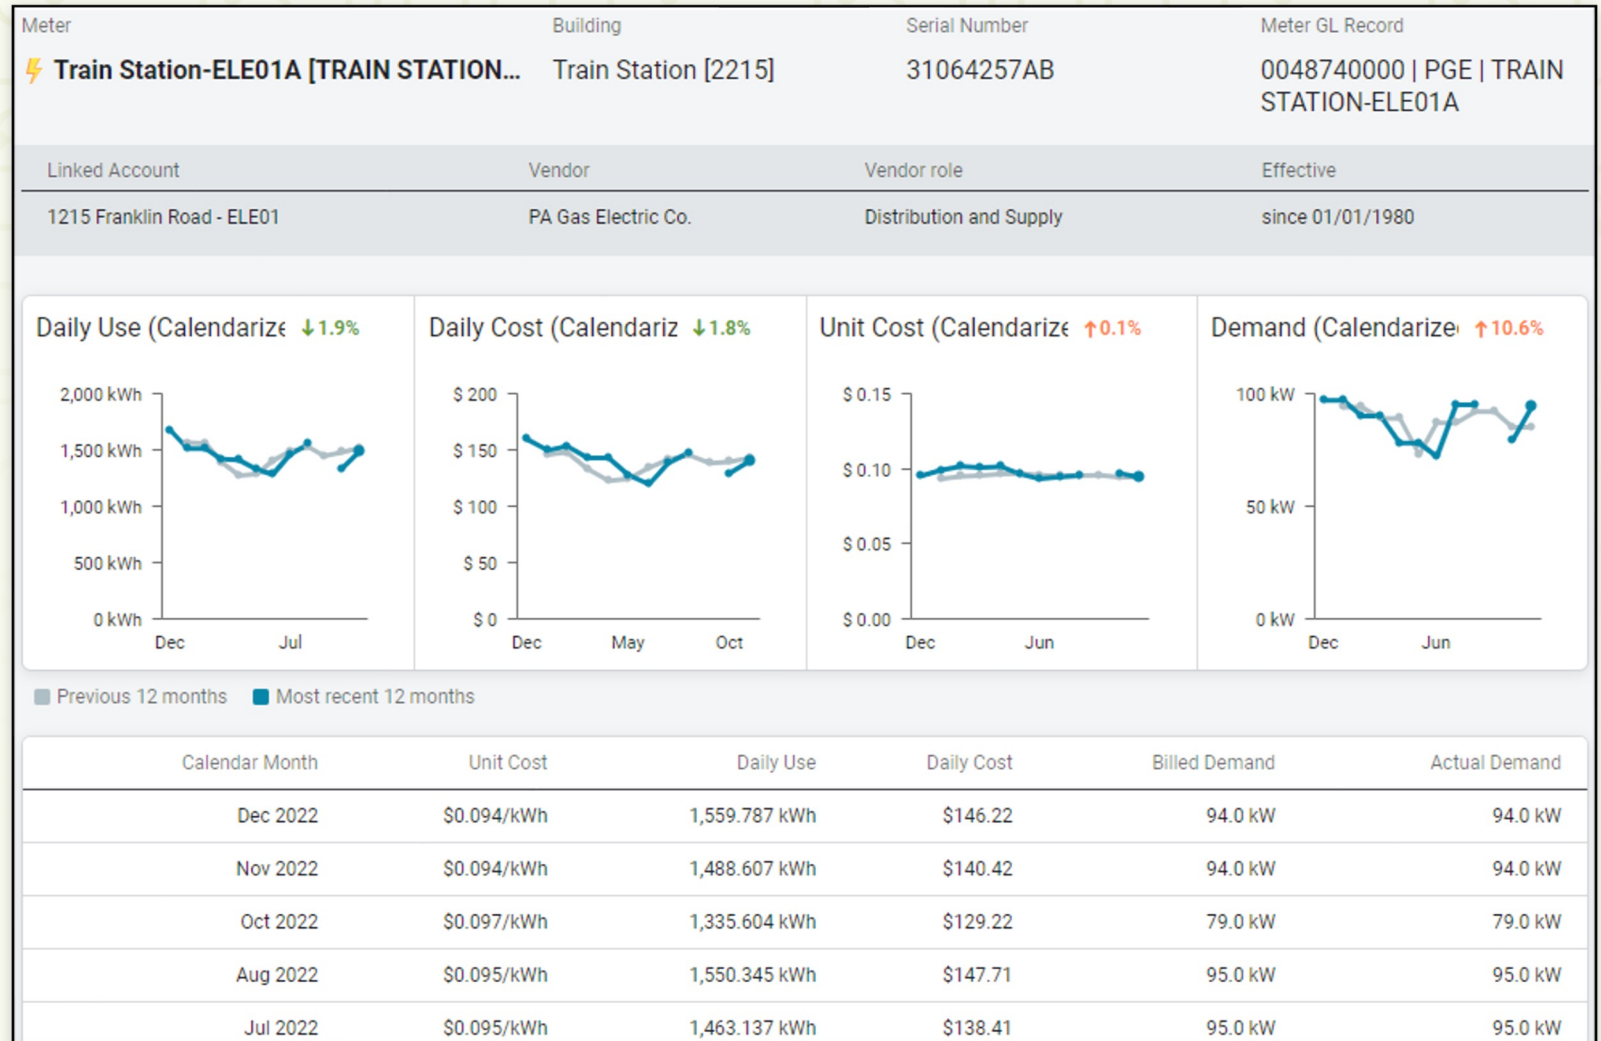 Meter Building Serial Number Meter GL Record
Train Station-ELE01A [TRAIN STATION... Train Station [2215] 31064257AB 0048740000 | PGE | TRAIN
STATION-ELE01A
Linked Account Vendor Vendor role Effective
1215 Franklin Road - ELE01 PA Gas Electric Co. Distribution and Supply since 01/01/1980
Daily Use (Calendarize ↓1.9% Daily Cost (Calendariz ↓1.8% Unit Cost (Calendarize ↑0.1% Demand (Calendarize ↑10.6%
2,000 kWh
1,500 kWh
1,000 kWh
500 kWh
0 kWh
Dec Jul
$ 200
$ 150
$ 100
$ 50
$ 0
Dec May Oct
$ 0.15
$ 0.10
$ 0.05
$ 0.00
Dec Jun
100 kW
50 kW
0 kW
Dec Jun
Previous 12 months Most recent 12 months
Calendar Month Unit Cost Daily Use Daily Cost Billed Demand Actual Demand
Dec 2022 $0.094/kWh 1,559.787 kWh $146.22 94.0 kW 94.0 kW
Nov 2022 $0.094/kWh 1,488.607 kWh $140.42 94.0 kW 94.0 kW
Oct 2022 $0.097/kWh 1,335.604 kWh $129.22 79.0 kW 79.0 kW
Aug 2022 $0.095/kWh 1,550.345 kWh $147.71 95.0 kW 95.0 kW
Jul 2022 $0.095/kWh 1,463.137 kWh $138.41 95.0 kW 95.0 kW